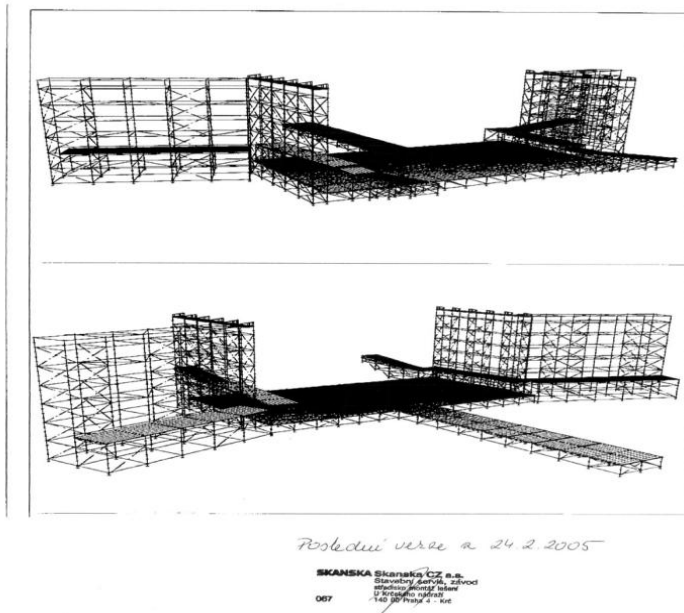 Poslední verze a 24.2.2005
SKANSKA Skanska CZ a.s.
Stavební servis, závod
středisko montáž lešení
U Krčského nádraží
067 140 00 Praha 4 - Krč